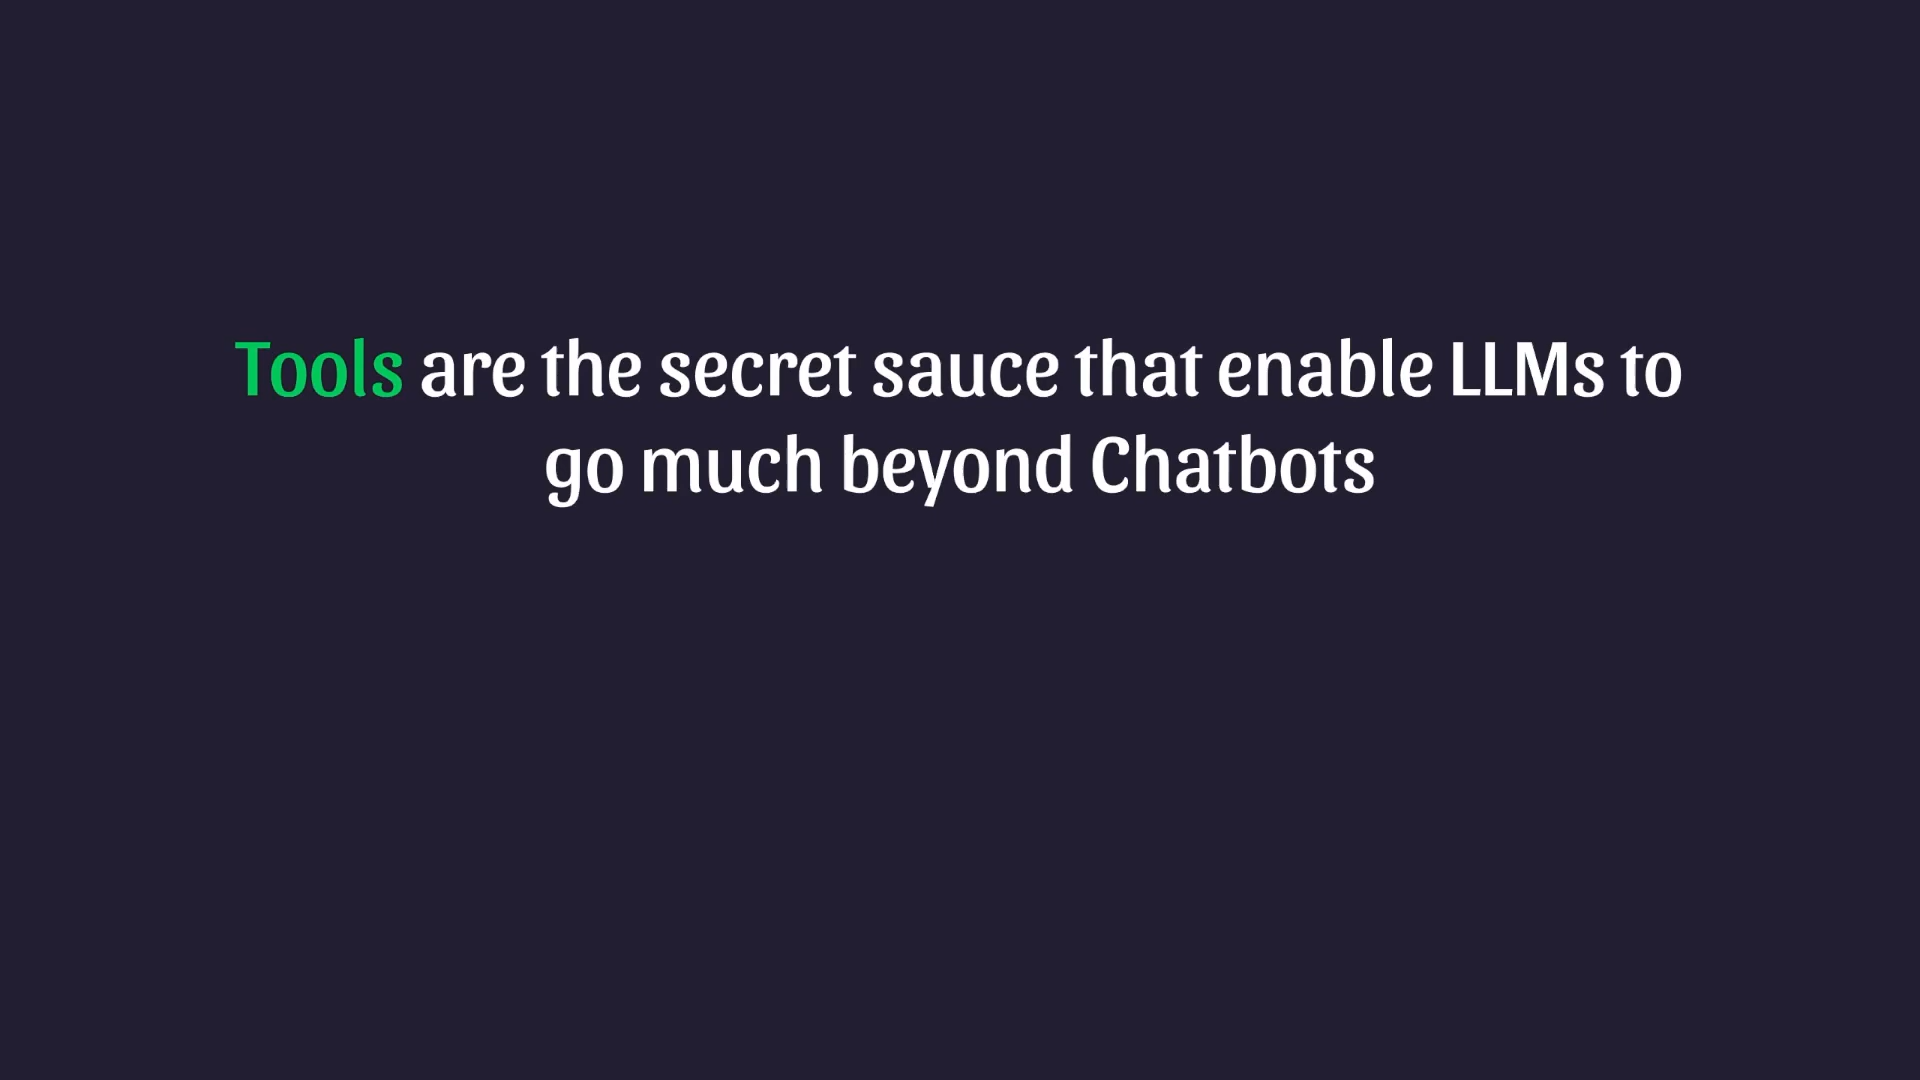 Tools are the secret sauce that enable LLMs to
go much beyond Chatbots